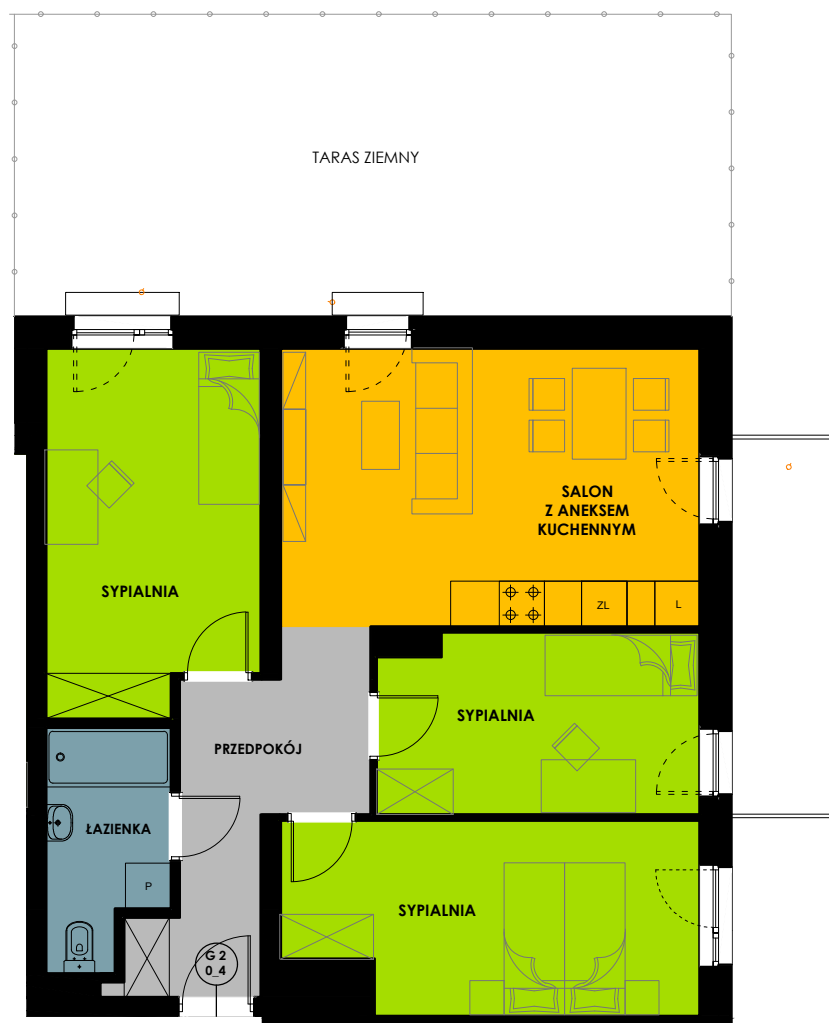 TARAS ZIEMNY
SALON
Z ANEKSEM
KUCHENNYM
SYPIALNIA
ZL
L
SYPIALNIA
PRZEDPOKÓJ
ŁAZIENKA
P
SYPIALNIA
G 2
0_4